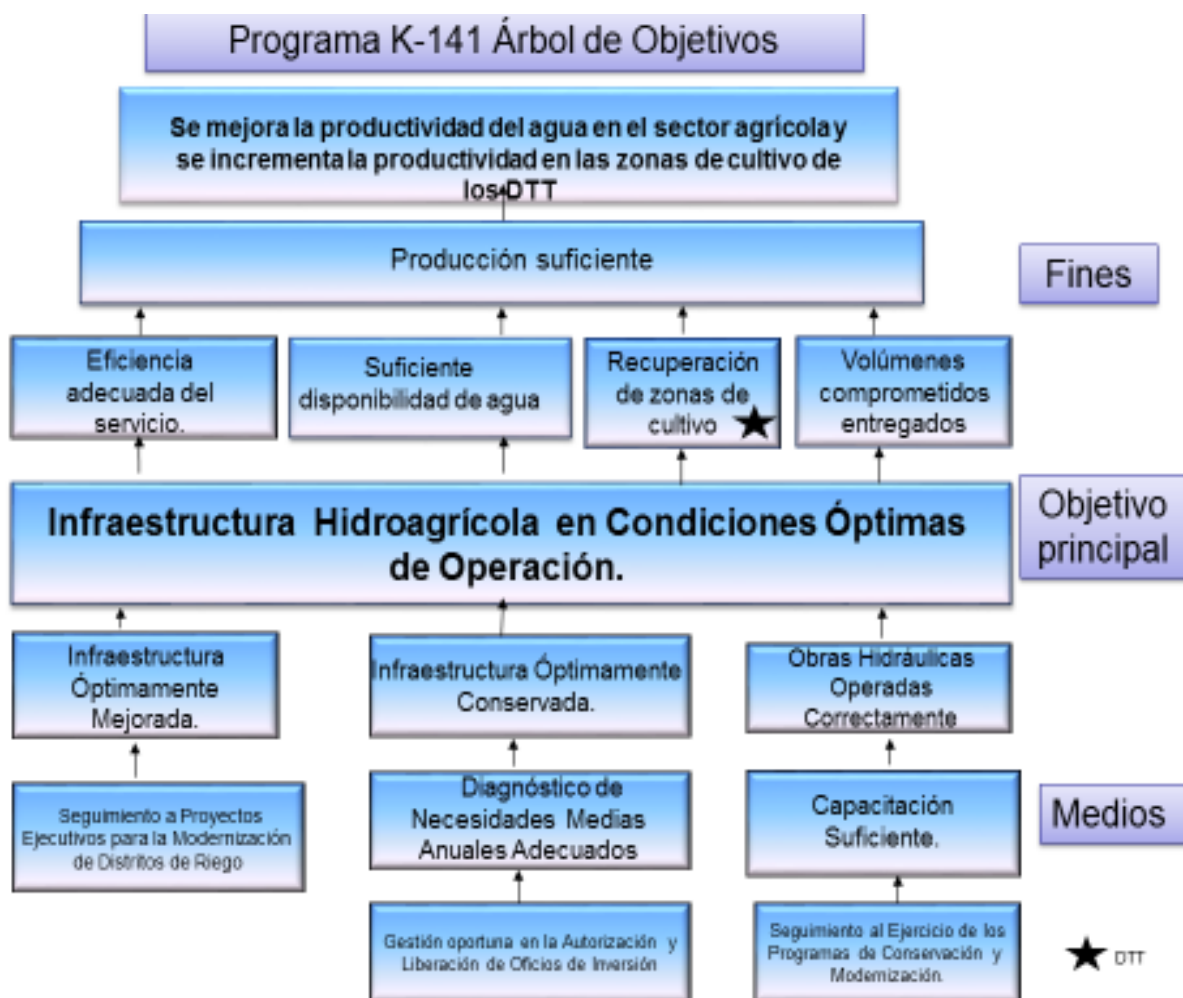 Programa K-141 Árbol de Objetivos
Se mejora la productividad del agua en el sector agrícola y
se incrementa la productividad en las zonas de cultivo de
los DTT
Producción suficiente
Fines
Eficiencia
adecuada del
servicio.
Suficiente
disponibilidad de agua
Recuperación
de zonas de
cultivo
Volúmenes
comprometidos
entregados
Infraestructura Hidroagrícola en Condiciones Óptimas
de Operación.
Objetivo
principal
Infraestructura
Óptimamente
Mejorada.
Infraestructura Óptimamente
Conservada.
Obras Hidráulicas
Operadas
Correctamente
Seguimiento a Proyectos
Ejecutivos para la Modernización
de Distritos de Riego
Diagnóstico de
Necesidades Medias
Anuales Adecuados
Capacitación
Suficiente.
Medios
Gestión oportuna en la Autorización y
Liberación de Oficios de Inversión
Seguimiento al Ejercicio de los
Programas de Conservación y
Modernización.
DTT